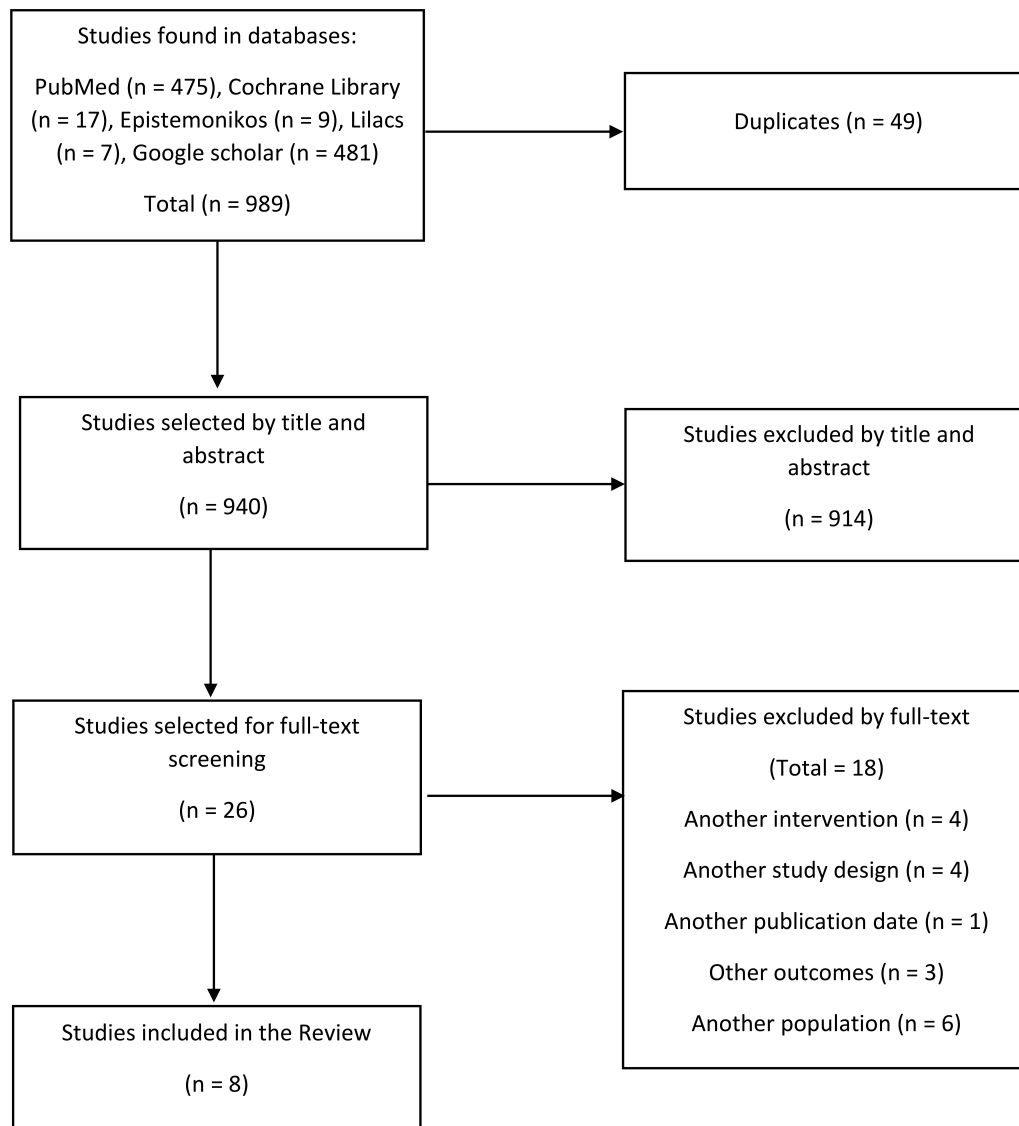 Studies found in databases:
PubMed (n = 475), Cochrane Library
(n = 17), Epistemonikos (n = 9), Lilacs
(n = 7), Google scholar (n = 481)
Total (n = 989)
Duplicates (n = 49)
Studies selected by title and
abstract
(n = 940)
Studies excluded by title and
abstract
(n = 914)
Studies selected for full-text
screening
(n = 26)
Studies excluded by full-text
(Total = 18)
Another intervention (n = 4)
Another study design (n = 4)
Another publication date (n = 1)
Other outcomes (n = 3)
Another population (n = 6)
Studies included in the Review
(n = 8)